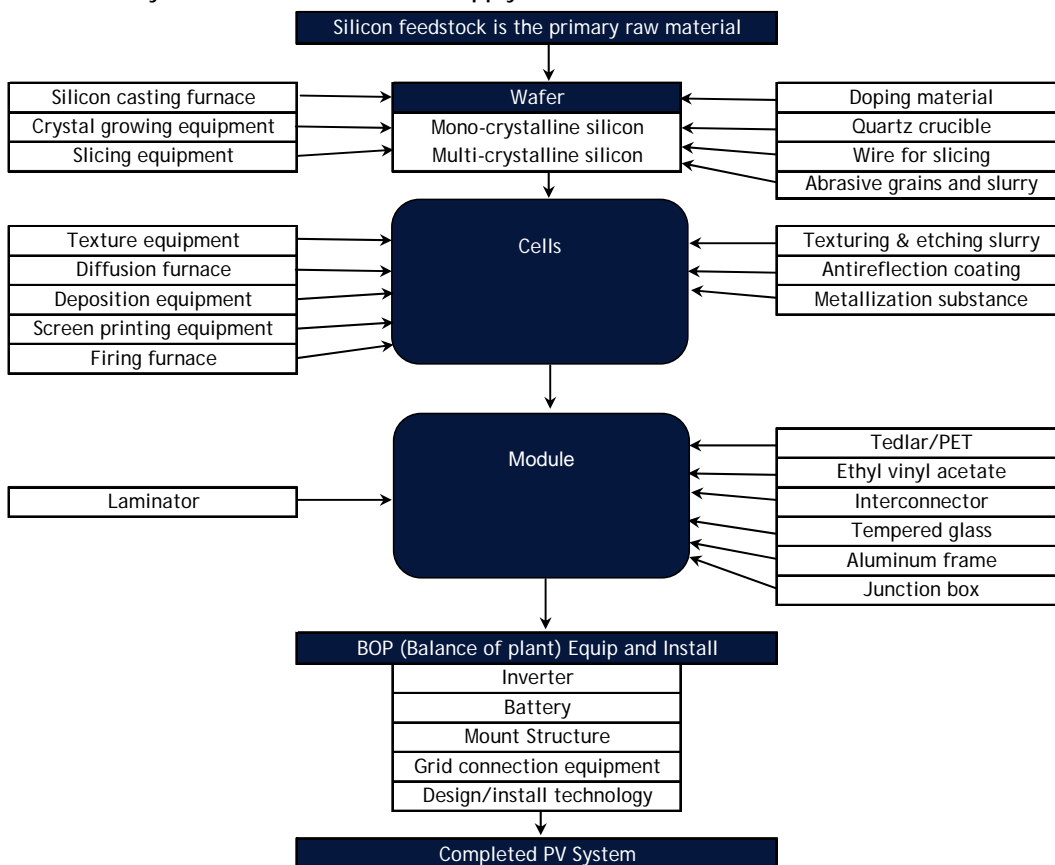 Silicon feedstock is the primary raw material
Silicon casting furnace
Crystal growing equipment
Slicing equipment
Wafer
Mono-crystalline silicon
Multi-crystalline silicon
Doping material
Quartz crucible
Wire for slicing
Abrasive grains and slurry
Texture equipment
Diffusion furnace
Deposition equipment
Screen printing equipment
Firing furnace
Cells
Texturing & etching slurry
Antireflection coating
Metallization substance
Laminator
Module
Tedlar/PET
Ethyl vinyl acetate
Interconnector
Tempered glass
Aluminum frame
Junction box
BOP (Balance of plant) Equip and Install
Inverter
Battery
Mount Structure
Grid connection equipment
Design/install technology
Completed PV System